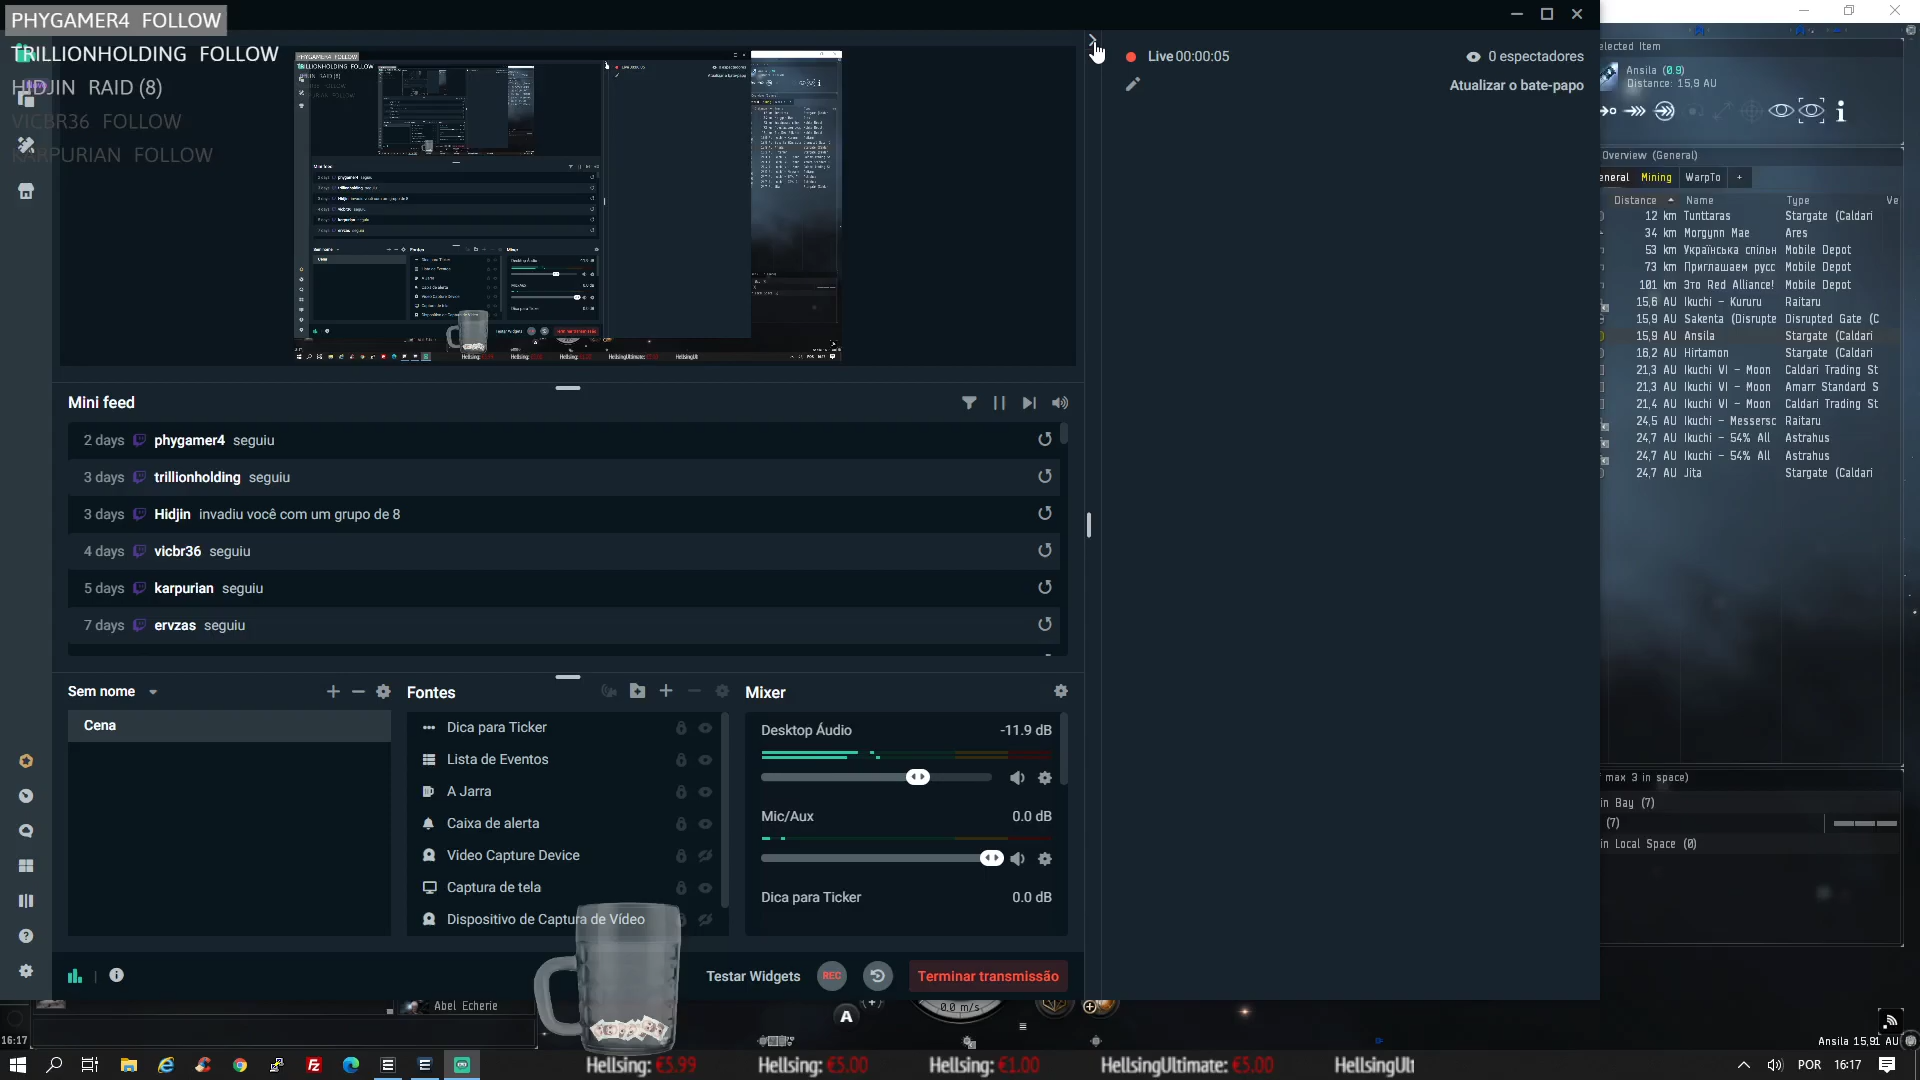 PHYGAMER4 FOLLOW
TRILLIONHOLDING FOLLOW
HIDJIN RAID (8)
VICBR36 FOLLOW
KARPURIAN FOLLOW
Live 00:00:05
0 espectadores
Atualizar o bate-papo
Mini feed
2 days phygamer4 seguiu
3 days trillionholding seguiu
3 days Hidjin invadiu você com um grupo de 8
4 days vicbr36 seguiu
5 days karpurian seguiu
7 days ervzas seguiu
Sem nome
Cena
Fontes
Dica para Ticker
Lista de Eventos
A Jarra
Caixa de alerta
Video Capture Device
Captura de tela
Dispositivo de Captura de Vídeo
Mixer
Desktop Áudio -11.9 dB
Mic/Aux 0.0 dB
Dica para Ticker 0.0 dB
Testar Widgets
REC
Terminar transmissão
elected Item
Ansila (0.9)
Distance: 15,9 AU
Overview (General)
eneral Mining WarpTo +
Distance Name Type Ve
12 km Tunttaras Stargate (Caldari
34 km Morgynn Mae Ares
53 km Українська спільн Mobile Depot
73 km Приглашаем русс Mobile Depot
101 km Это Red Alliance! Mobile Depot
15,6 AU Ikuchi - Kururu Raitaru
15,9 AU Sakenta (Disrupte Disrupted Gate (C
15,9 AU Ansila Stargate (Caldari
16,2 AU Hirtamon Stargate (Caldari
21,3 AU Ikuchi VI - Moon Caldari Trading St
21,3 AU Ikuchi VI - Moon Amarr Standard S
21,4 AU Ikuchi VI - Moon Caldari Trading St
24,5 AU Ikuchi - Messersc Raitaru
24,7 AU Ikuchi - 54% All Astrahus
24,7 AU Ikuchi - 54% All Astrahus
24,7 AU Jita Stargate (Caldari
max 3 in space)
in Bay (7)
(7)
in Local Space (0)
Abel Echerie
0.0 m/s
A
Ansila 15,91 AU
16:17
Hellsing: €5.99
Hellsing: €5.00
Hellsing: €1.00
HellsingUltimate: €5.00
HellsingUlt
POR 16:17